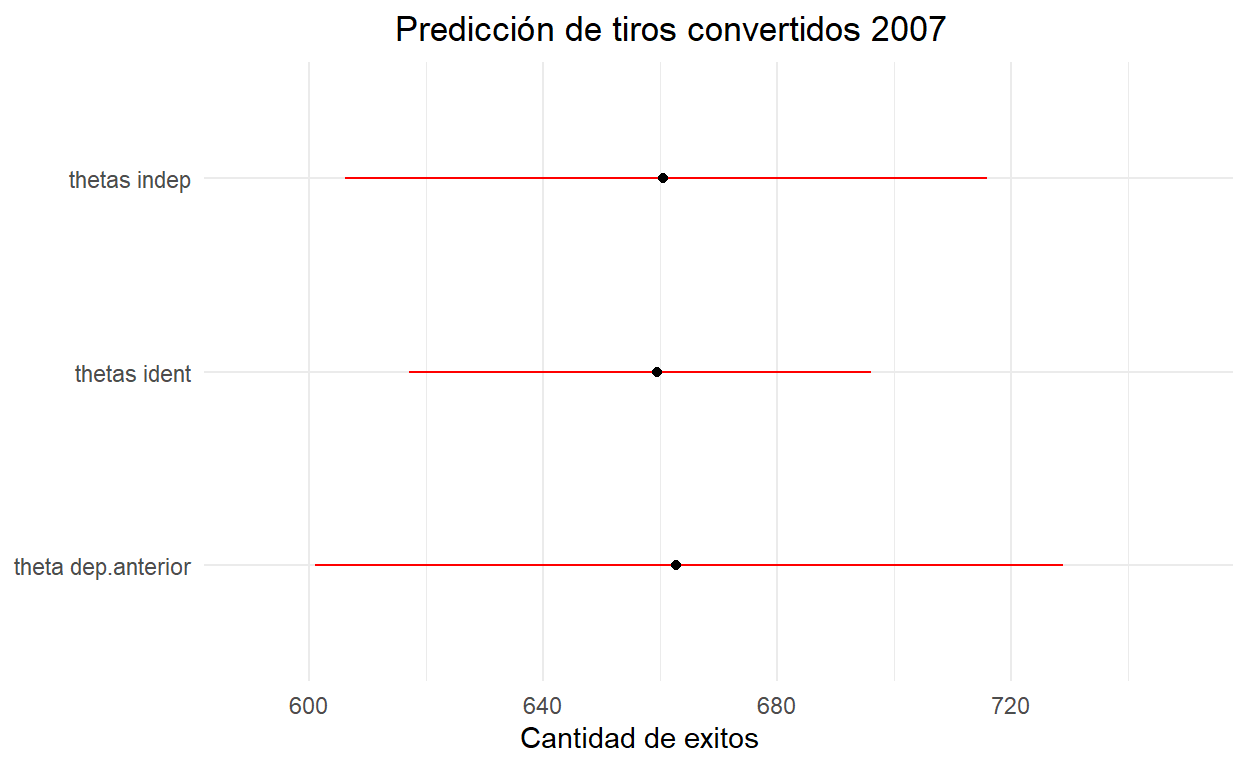 Predicción de tiros convertidos 2007
thetas indep
thetas ident
theta dep.anterior
600 640 680 720
Cantidad de exitos